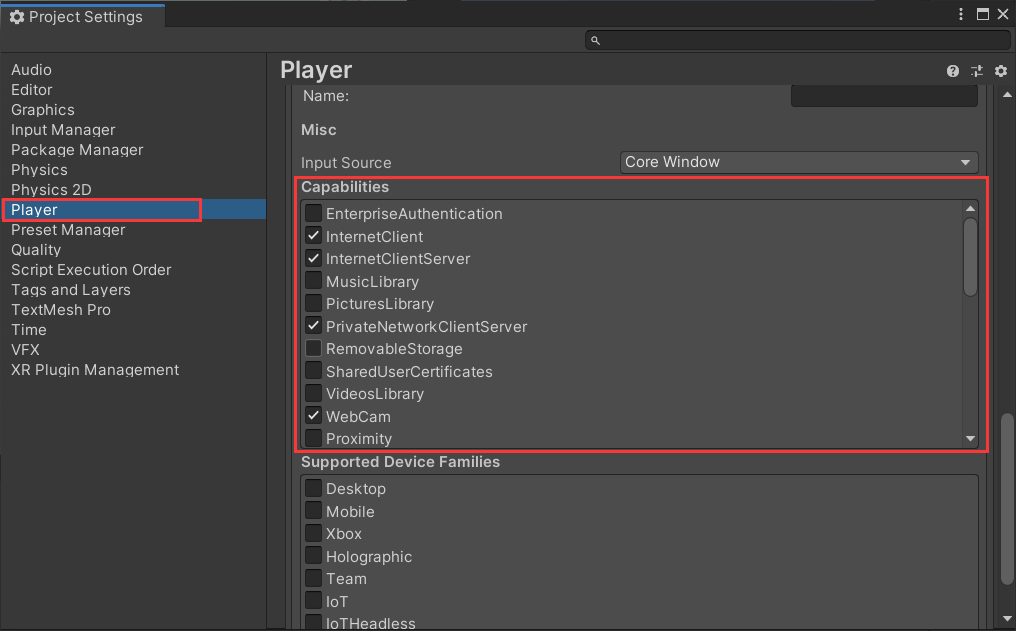 Project Settings
Audio
Editor
Graphics
Input Manager
Package Manager
Physics
Physics 2D
Player
Preset Manager
Quality
Script Execution Order
Tags and Layers
TextMesh Pro
Time
VFX
XR Plugin Management
Player
Name:
Misc
Input Source Core Window
Capabilities
EnterpriseAuthentication
InternetClient
InternetClientServer
MusicLibrary
PicturesLibrary
PrivateNetworkClientServer
RemovableStorage
SharedUserCertificates
VideosLibrary
WebCam
Proximity
Supported Device Families
Desktop
Mobile
Xbox
Holographic
Team
IoT
IoTHeadless